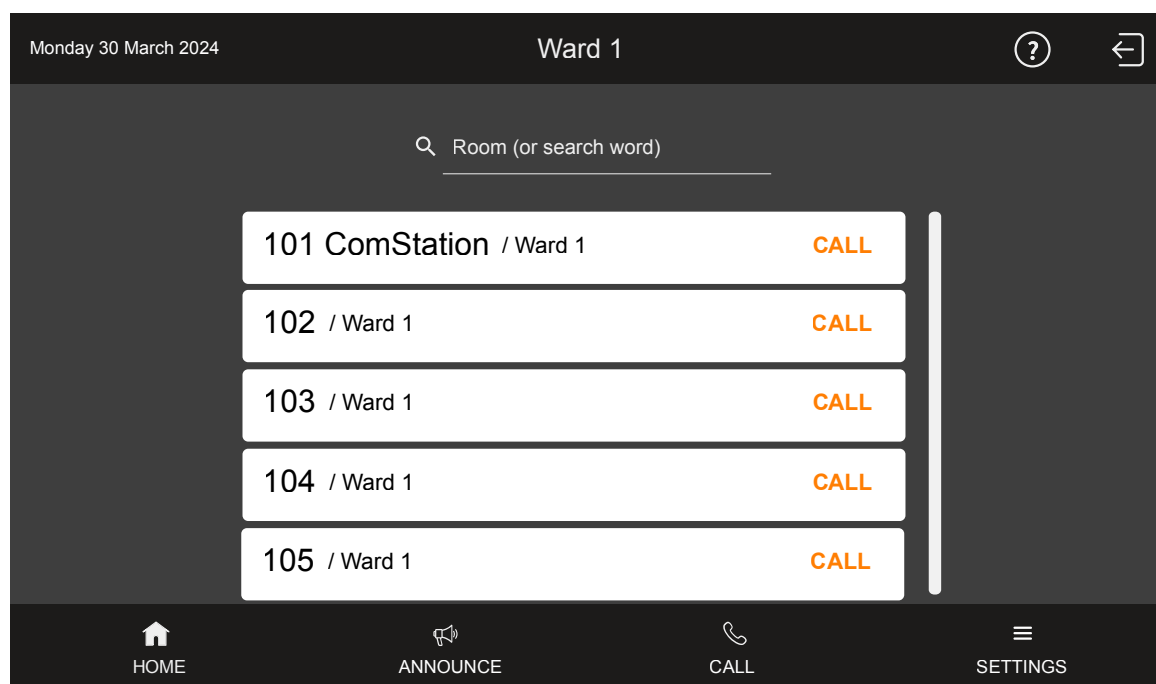 Monday 30 March 2024 Ward 1 ?
Room (or search word)
101 ComStation / Ward 1 CALL
102 / Ward 1 CALL
103 / Ward 1 CALL
104 / Ward 1 CALL
105 / Ward 1 CALL
HOME ANNOUNCE CALL SETTINGS